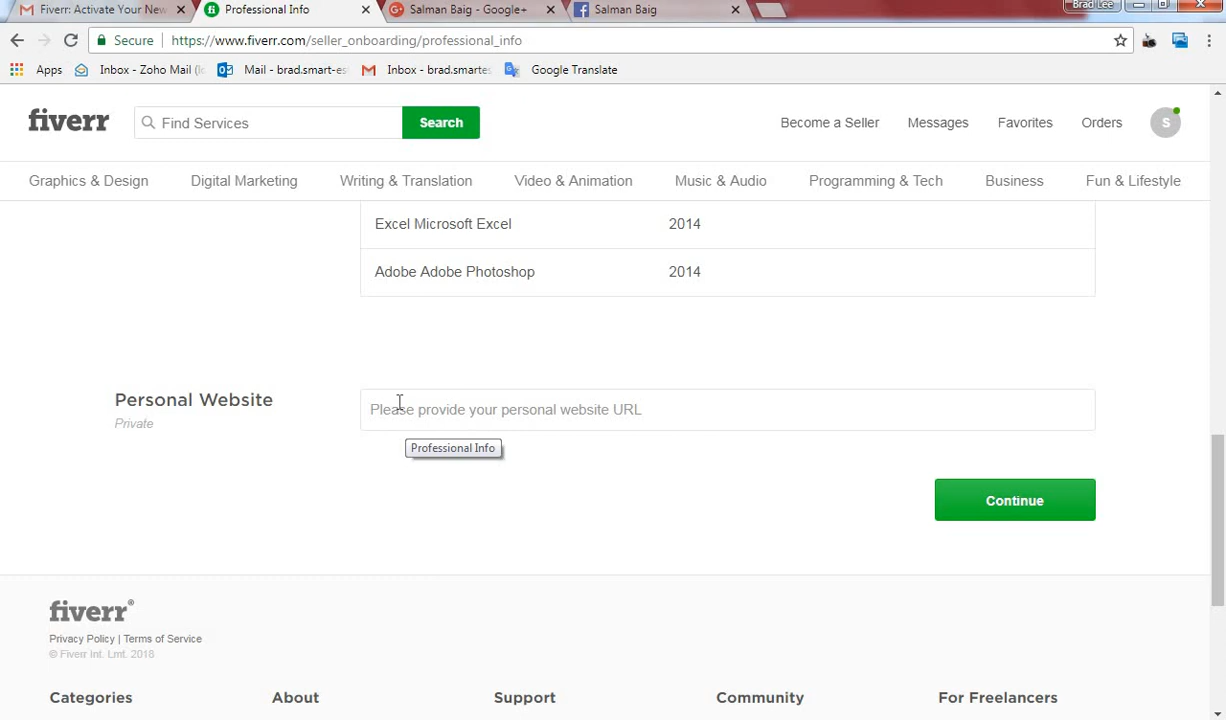 Brad Lee
Fiverr: Activate Your New
Professional Info
Salman Baig - Google+
Salman Baig
Secure
https://www.fiverr.com/seller_onboarding/professional_info
Apps
Inbox - Zoho Mail (i
Mail - brad.smart-es
Inbox - brad.smartes
Google Translate
fiverr
Find Services
Search
Become a Seller
Messages
Favorites
Orders
S
Graphics & Design
Digital Marketing
Writing & Translation
Video & Animation
Music & Audio
Programming & Tech
Business
Fun & Lifestyle
Excel Microsoft Excel 2014
Adobe Adobe Photoshop 2014
Personal Website
Please provide your personal website URL
Private
Professional Info
Continue
fiverr®
Privacy Policy | Terms of Service
© Fiverr Int. Lmt. 2018
Categories
About
Support
Community
For Freelancers